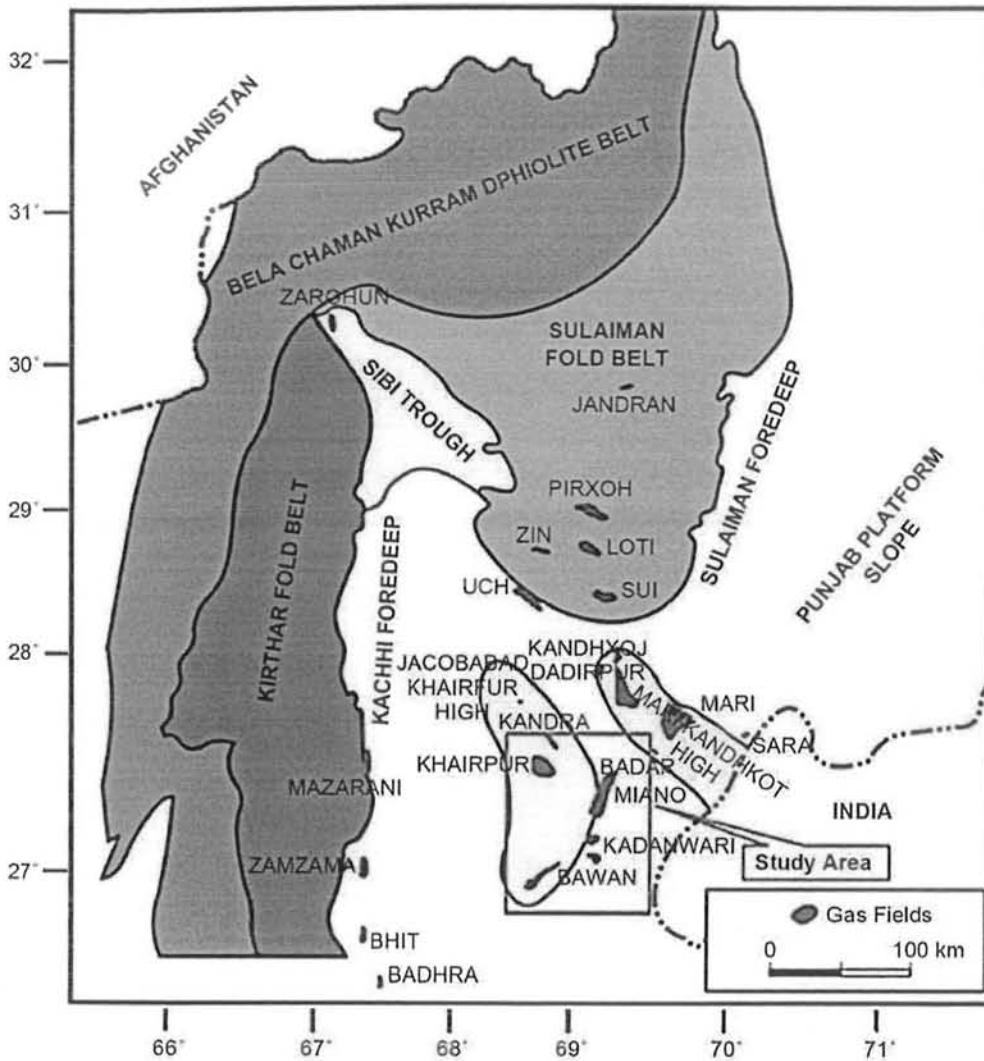 32°
31°
30°
29°
28°
27°
AFGHANISTAN
BELA CHAMAN KURRAM DPHIOLITE BELT
ZARGHUN
SULAIMAN
FOLD BELT
SIBI TROUGH
JANDRAN
SULAIMAN FOREDEEP
PUNJAB PLATFORM
SLOPE
PIRXOH
ZIN
LOTI
UCH
SUI
KIRTHAR FOLD BELT
KACHHI FOREDEEP
KANDHXOJ
DADIRPUR
JACOBABAD
KHAIRFUR
HIGH
MARI KANDHKOT
HIGH
MARI
SARA
KANDRA
KHAIRPUR
BADAR
MIANO
MAZARANI
INDIA
KADANWARI
ZAMZAMA
BAWAN
Study Area
BHIT
BADHRA
Gas Fields
0 100 km
66° 67° 68° 69° 70° 71°